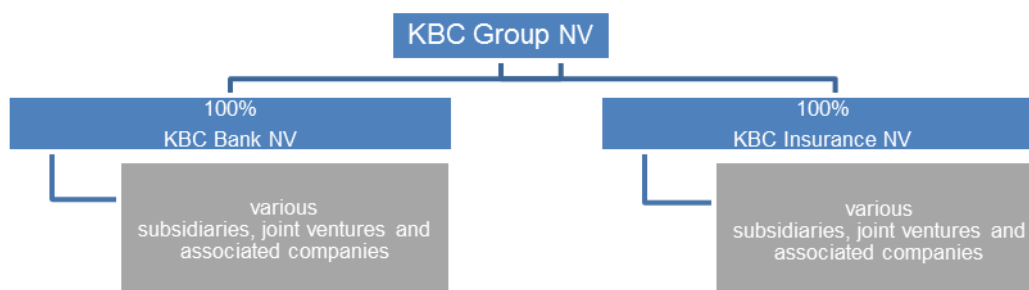 KBC Group NV
100%
KBC Bank NV
100%
KBC Insurance NV
various
subsidiaries, joint ventures and
associated companies
various
subsidiaries, joint ventures and
associated companies